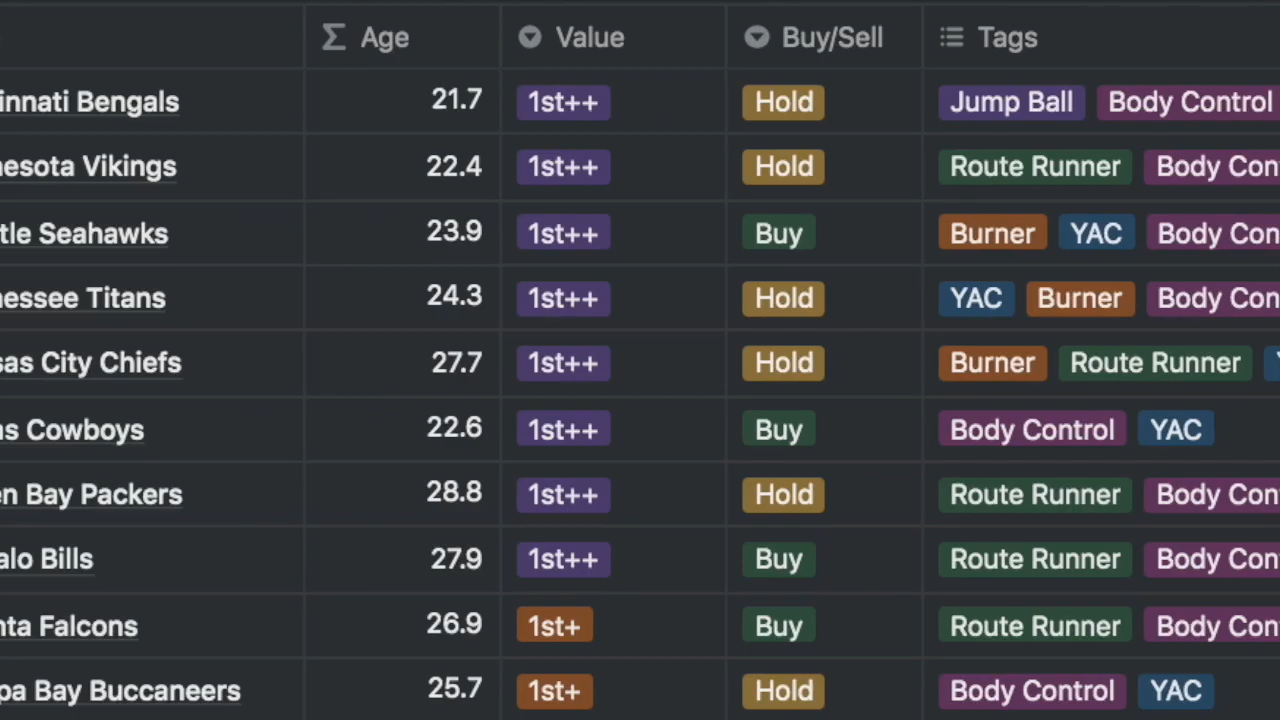 Age Value Buy/Sell Tags
innati Bengals 21.7 1st++ Hold Jump Ball Body Control
nesota Vikings 22.4 1st++ Hold Route Runner Body Con
tle Seahawks 23.9 1st++ Buy Burner YAC Body Con
nessee Titans 24.3 1st++ Hold YAC Burner Body Con
sas City Chiefs 27.7 1st++ Hold Burner Route Runner
as Cowboys 22.6 1st++ Buy Body Control YAC
en Bay Packers 28.8 1st++ Hold Route Runner Body Con
alo Bills 27.9 1st++ Buy Route Runner Body Con
nta Falcons 26.9 1st+ Buy Route Runner Body Con
pa Bay Buccaneers 25.7 1st+ Hold Body Control YAC